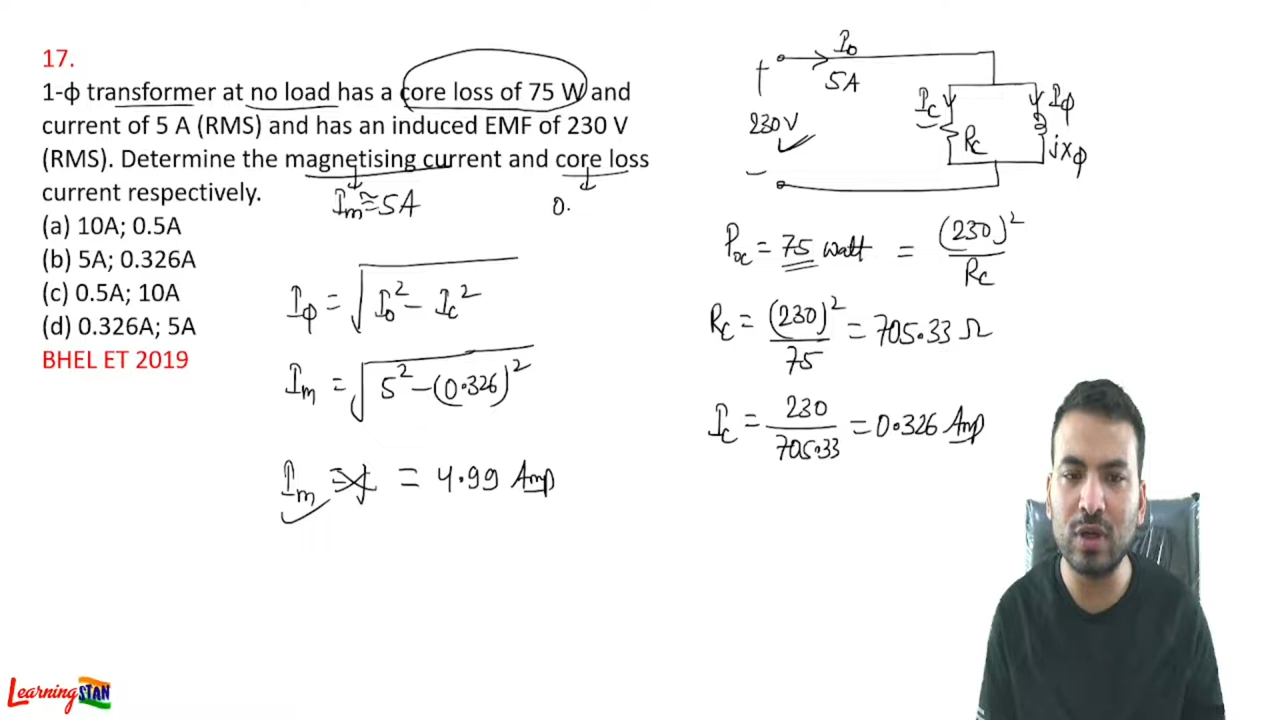 17.
1-ф transformer at no load has a core loss of 75 W and
current of 5 A (RMS) and has an induced EMF of 230 V
(RMS). Determine the magnetising current and core loss
current respectively.
(a) 10A; 0.5A
(b) 5A; 0.326A
(c) 0.5A; 10A
(d) 0.326A; 5A
BHEL ET 2019
Im ≅ 5A
0.
Iφ = √(I0² − Ic²)
Im = √(5² − (0.326)²)
Im = 4.99 Amp
I0
5A
+
230V
−
Ic
Rc
Iφ
jXφ
Poc = 75 watt = (230)²/Rc
Rc = (230)²/75 = 705.33 Ω
Ic = 230/705.33 = 0.326 Amp
LearningSTAN